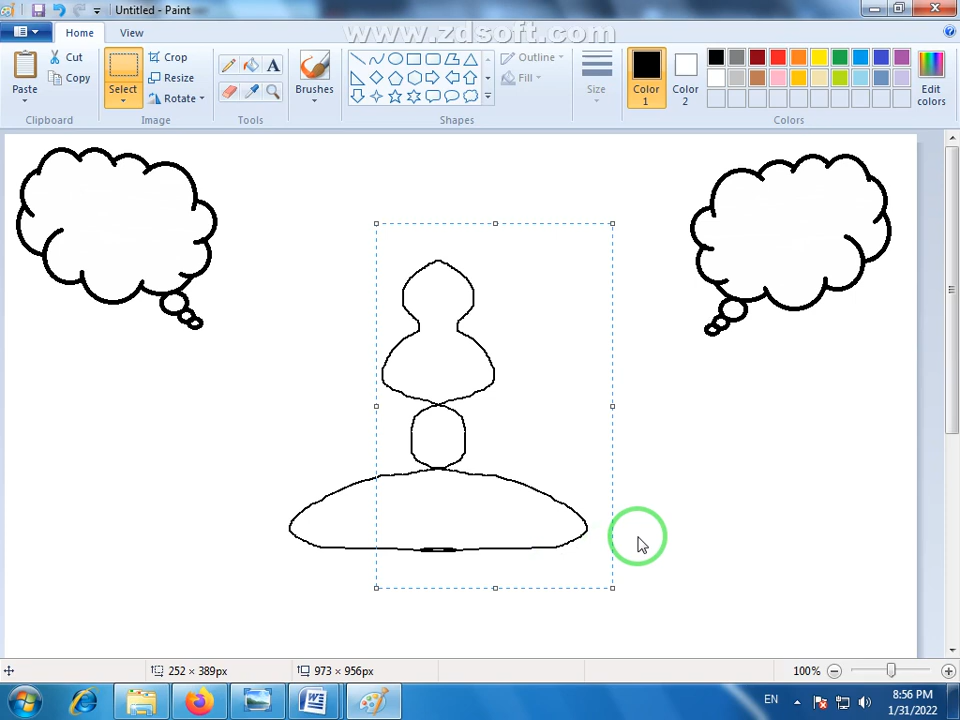 Untitled - Paint
www.zdsoft.com
Home
View
Paste
Cut
Copy
Clipboard
Select
Crop
Resize
Rotate
Image
Tools
Brushes
Outline
Fill
Shapes
Size
Color 1
Color 2
Edit colors
Colors
252 × 389px
973 × 956px
100%
EN
8:56 PM
1/31/2022